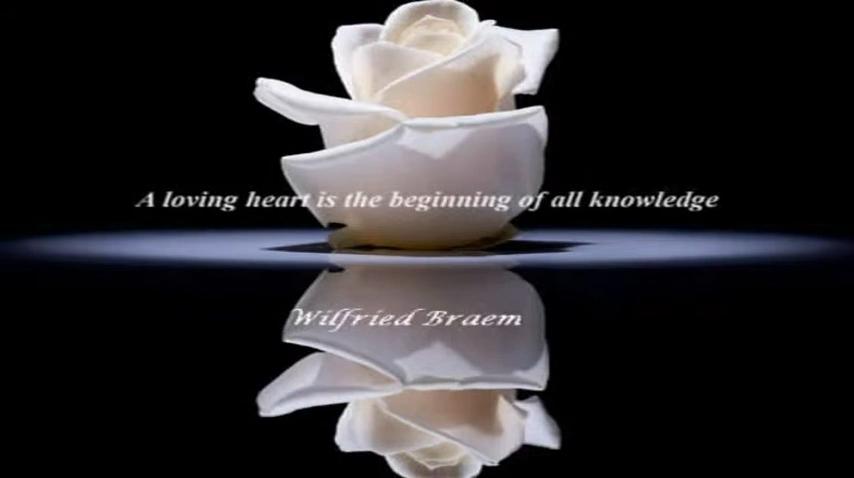 A loving heart is the beginning of all knowledge
Wilfried Braem